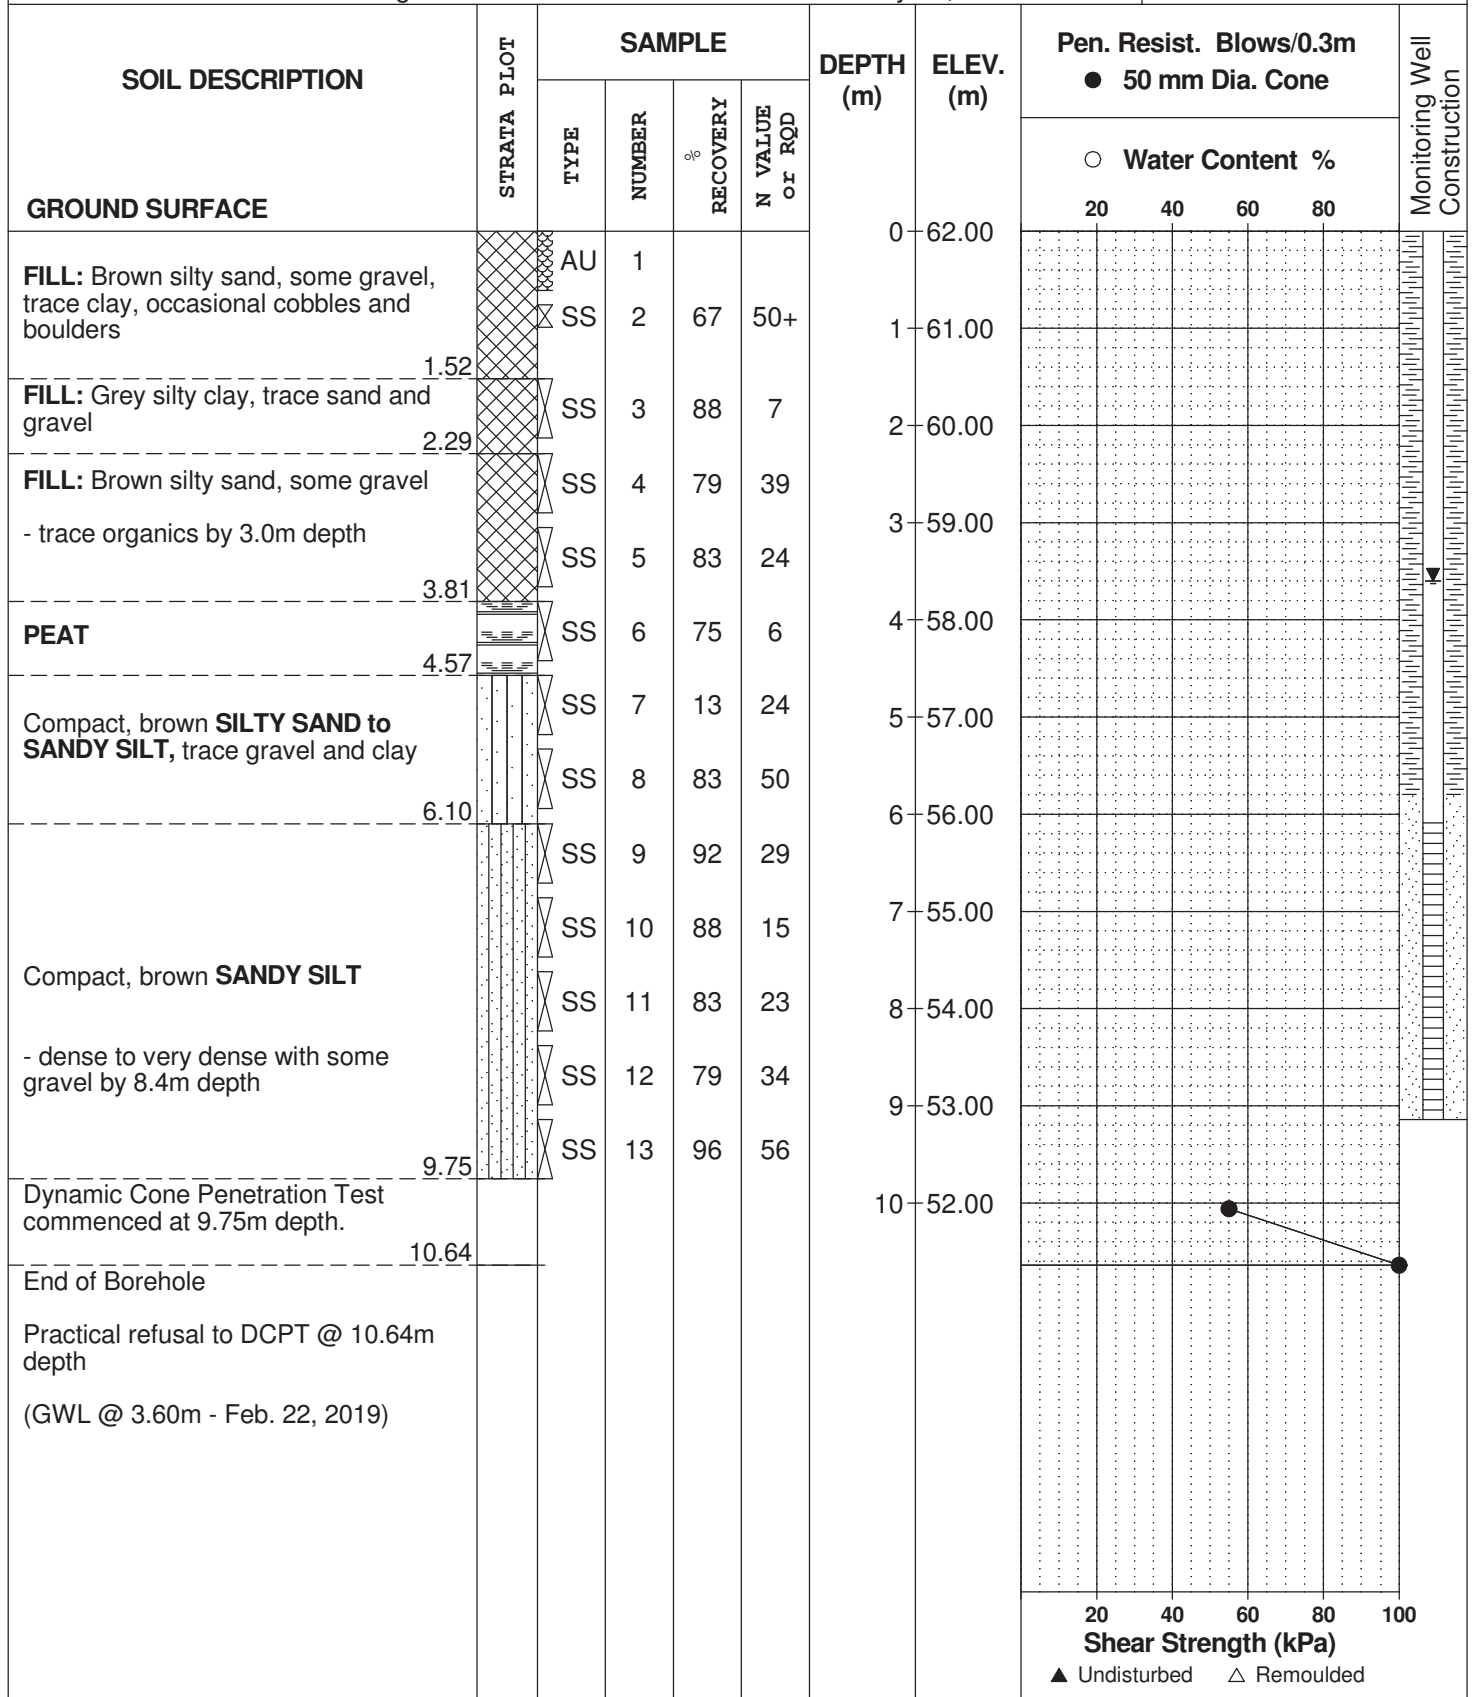 SOIL DESCRIPTION
GROUND SURFACE
STRATA PLOT
SAMPLE
TYPE
NUMBER
% RECOVERY
N VALUE or RQD
DEPTH (m)
ELEV. (m)
Pen. Resist. Blows/0.3m
● 50 mm Dia. Cone
○ Water Content %
20 40 60 80
Monitoring Well Construction
0 62.00
FILL: Brown silty sand, some gravel,
trace clay, occasional cobbles and
boulders
1.52
AU 1
SS 2 67 50+
1 61.00
FILL: Grey silty clay, trace sand and
gravel
2.29
SS 3 88 7
2 60.00
FILL: Brown silty sand, some gravel
- trace organics by 3.0m depth
3.81
SS 4 79 39
3 59.00
SS 5 83 24
PEAT
4.57
SS 6 75 6
4 58.00
Compact, brown SILTY SAND to
SANDY SILT, trace gravel and clay
6.10
SS 7 13 24
5 57.00
SS 8 83 50
6 56.00
SS 9 92 29
7 55.00
SS 10 88 15
Compact, brown SANDY SILT
SS 11 83 23
8 54.00
- dense to very dense with some
gravel by 8.4m depth
SS 12 79 34
9 53.00
SS 13 96 56
9.75
Dynamic Cone Penetration Test
commenced at 9.75m depth.
10 52.00
10.64
End of Borehole
Practical refusal to DCPT @ 10.64m
depth
(GWL @ 3.60m - Feb. 22, 2019)
20 40 60 80 100
Shear Strength (kPa)
▲ Undisturbed △ Remoulded